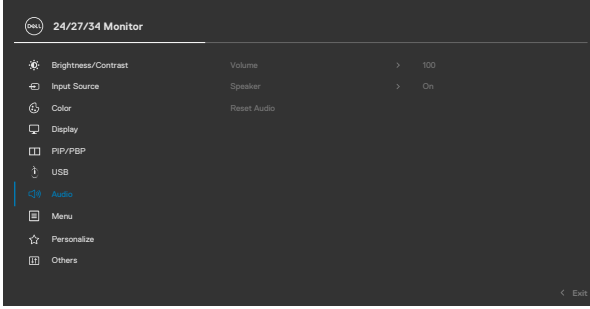 DELL 24/27/34 Monitor
Brightness/Contrast Volume > 100
Input Source Speaker > On
Color Reset Audio
Display
PIP/PBP
USB
Audio
Menu
Personalize
Others
< Exit